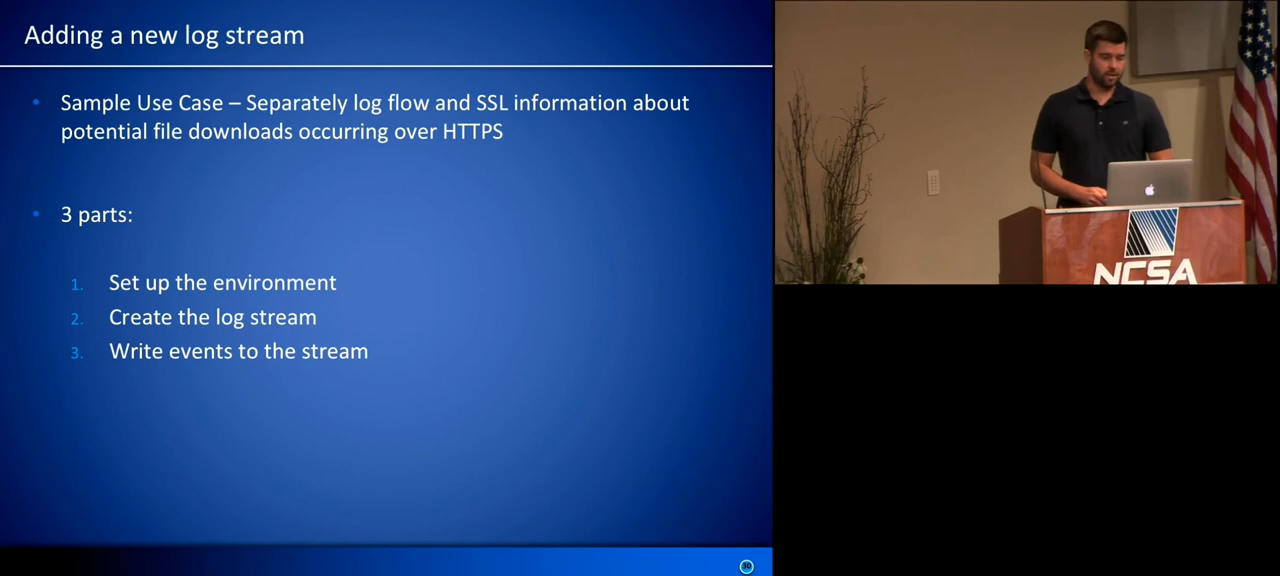 Adding a new log stream
• Sample Use Case – Separately log flow and SSL information about
potential file downloads occurring over HTTPS
• 3 parts:
1. Set up the environment
2. Create the log stream
3. Write events to the stream
30
NCSA